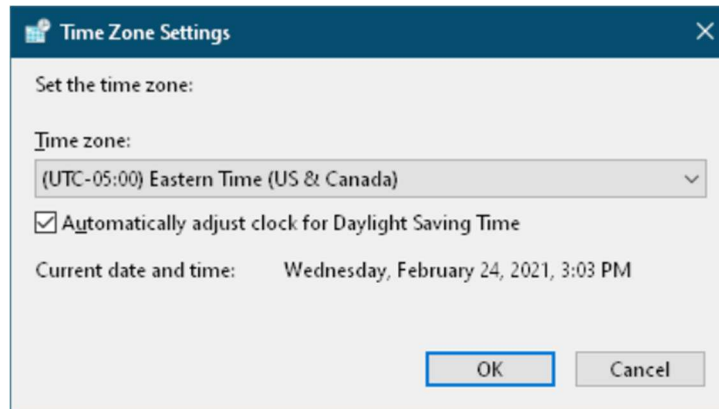 Time Zone Settings
Set the time zone:
Time zone:
(UTC-05:00) Eastern Time (US & Canada)
Automatically adjust clock for Daylight Saving Time
Current date and time: Wednesday, February 24, 2021, 3:03 PM
OK Cancel